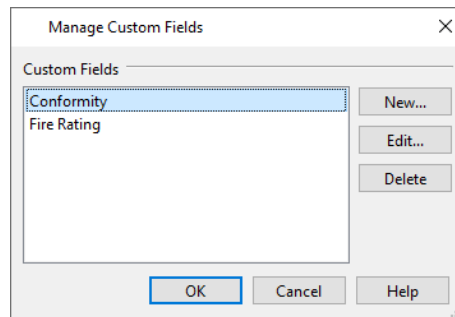 Manage Custom Fields
Custom Fields
Conformity
Fire Rating
New...
Edit...
Delete
OK
Cancel
Help